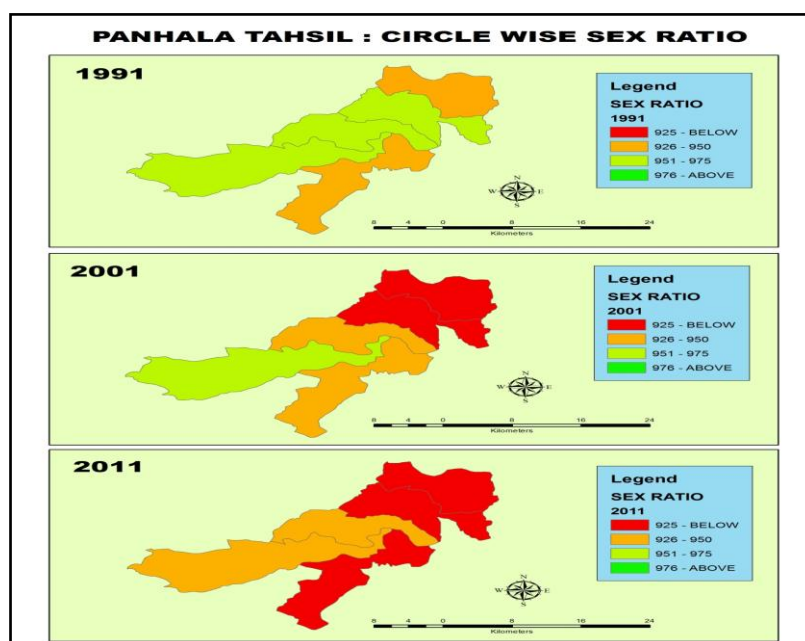 PANHALA TAHSIL : CIRCLE WISE SEX RATIO
1991
Legend
SEX RATIO
1991
925 - BELOW
926 - 950
951 - 975
976 - ABOVE
N
W E
S
8 4 0 8 16 24
Kilometers
2001
Legend
SEX RATIO
2001
925 - BELOW
926 - 950
951 - 975
976 - ABOVE
N
W E
S
8 4 0 8 16 24
Kilometers
2011
Legend
SEX RATIO
2011
925 - BELOW
926 - 950
951 - 975
976 - ABOVE
N
W E
S
8 4 0 8 16 24
Kilometers